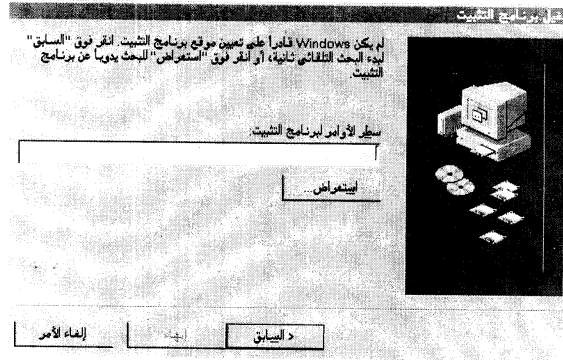 برنامج التثبيت
لم يكن Windows قادرا على تعيين موقع برنامج التثبيت. انقر فوق "السابق"
لبدء البحث التلقائي ثانية، أو انقر فوق "استعراض" للبحث يدويا عن برنامج
التثبيت.
سطر الأوامر لبرنامج التثبيت:
استعراض...
< السابق
إنهاء
إلغاء الأمر